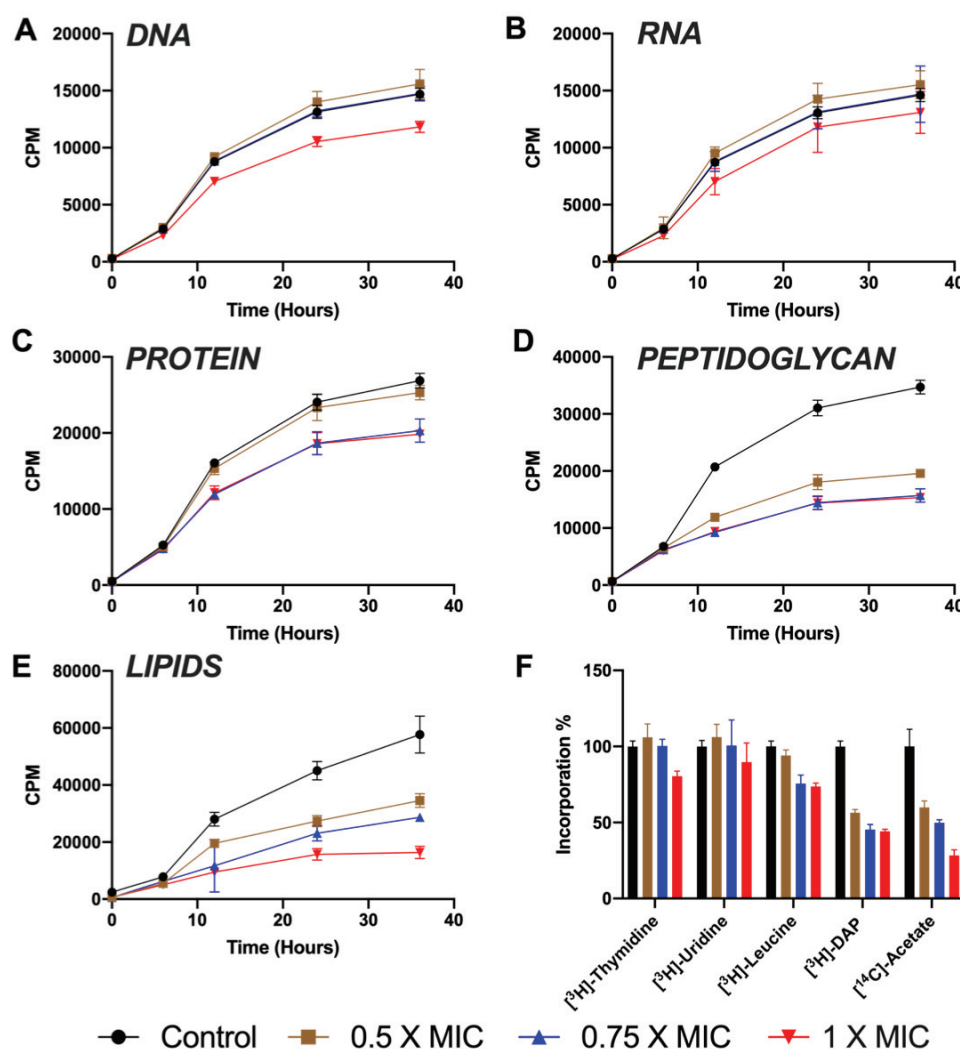 A DNA
20000
15000
10000
5000
0
CPM
0 10 20 30 40
Time (Hours)
B RNA
20000
15000
10000
5000
0
CPM
0 10 20 30 40
Time (Hours)
C PROTEIN
30000
20000
10000
0
CPM
0 10 20 30 40
Time (Hours)
D PEPTIDOGLYCAN
40000
30000
20000
10000
0
CPM
0 10 20 30 40
Time (Hours)
E LIPIDS
80000
60000
40000
20000
0
CPM
0 10 20 30 40
Time (Hours)
F
150
100
50
0
Incorporation %
[³H]-Thymidine
[³H]-Uridine
[³H]-Leucine
[³H]-DAP
[¹⁴C]-Acetate
Control 0.5 X MIC 0.75 X MIC 1 X MIC